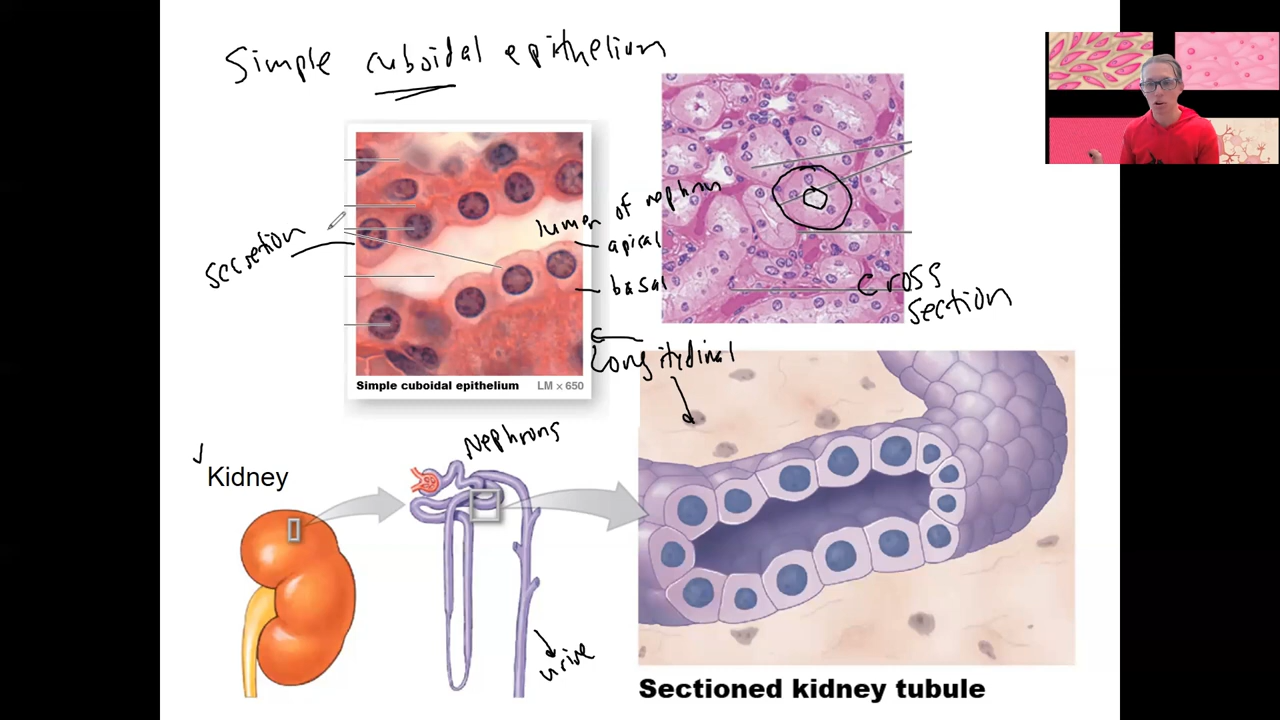 Simple cuboidal epithelium
lumen of nephron
apical
basal
secretion
cross
section
longitudinal
Simple cuboidal epithelium LM x 650
Nephrons
Kidney
urine
Sectioned kidney tubule